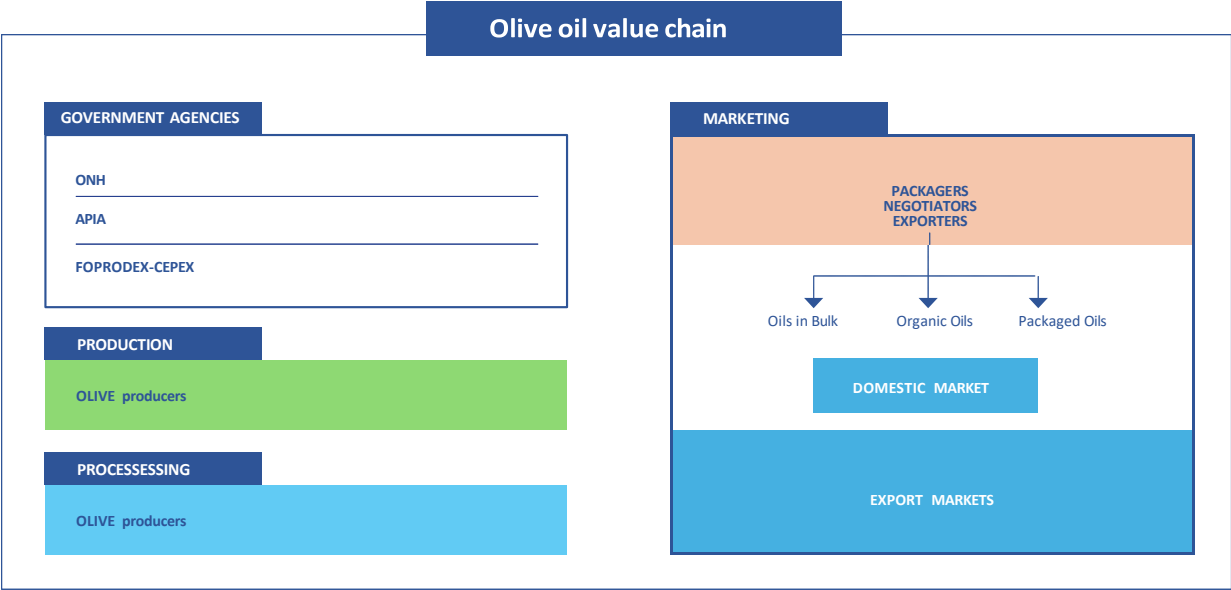 Olive oil value chain
GOVERNMENT AGENCIES
ONH
APIA
FOPRODEX-CEPEX
PRODUCTION
OLIVE producers
PROCESSESSING
OLIVE producers
MARKETING
PACKAGERS
NEGOTIATORS
EXPORTERS
Oils in Bulk
Organic Oils
Packaged Oils
DOMESTIC MARKET
EXPORT MARKETS